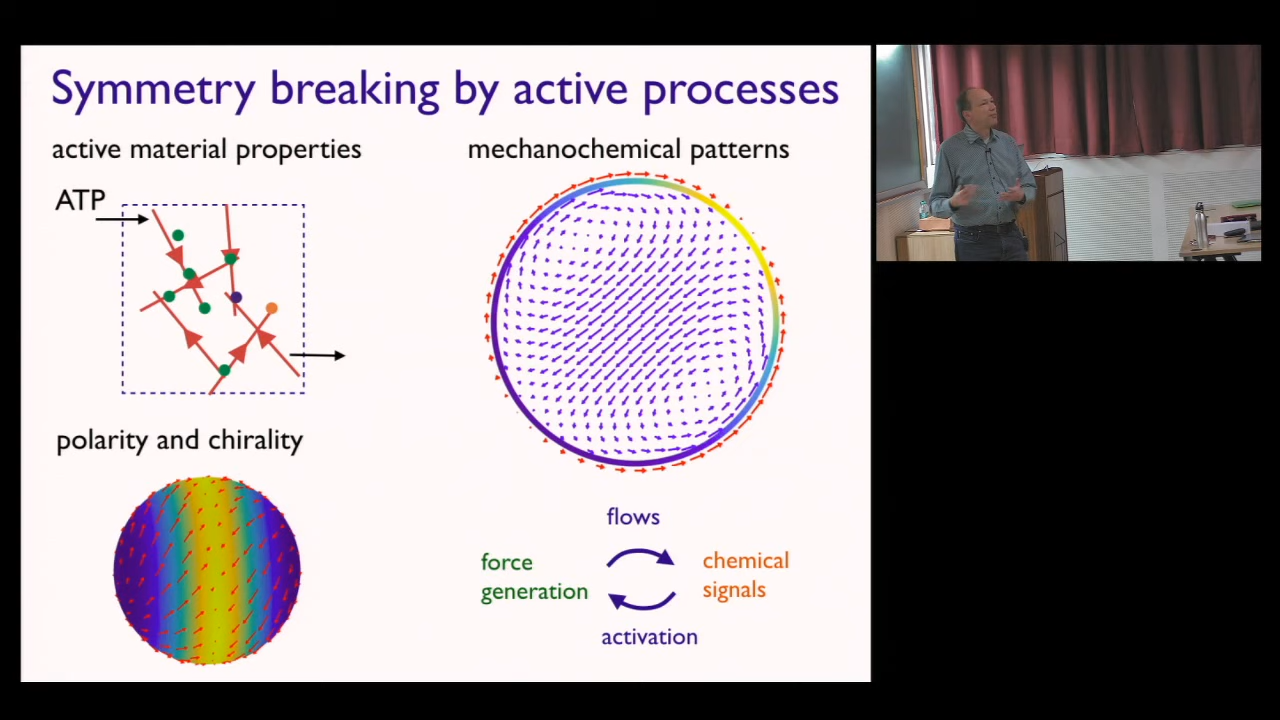 Symmetry breaking by active processes
active material properties
ATP
polarity and chirality
mechanochemical patterns
flows
force
generation
chemical
signals
activation